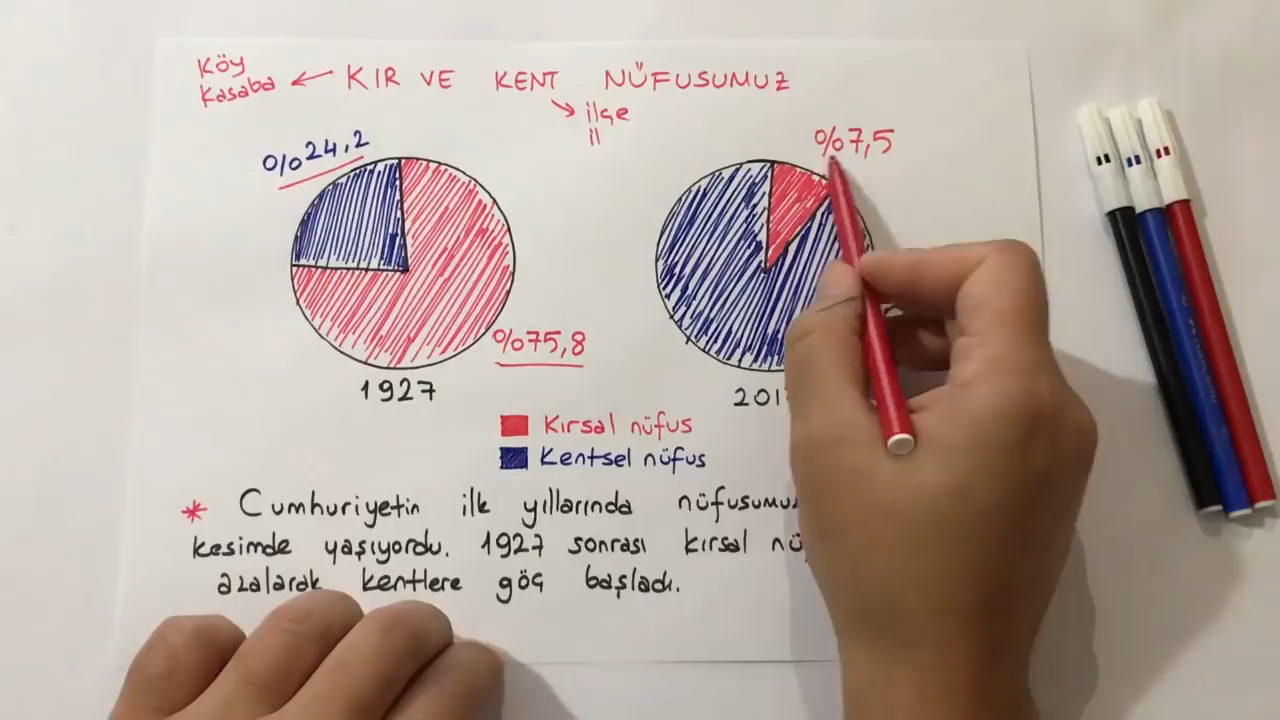 Köy
Kasaba ← KIR VE KENT NÜFUSUMUZ
ilçe
il
%24,2
%7,5
%75,8
1927
201
Kırsal nüfus
Kentsel nüfus
* Cumhuriyetin ilk yıllarında nüfusumuz
kesimde yaşıyordu. 1927 sonrası kırsal
azalarak kentlere göç başladı.